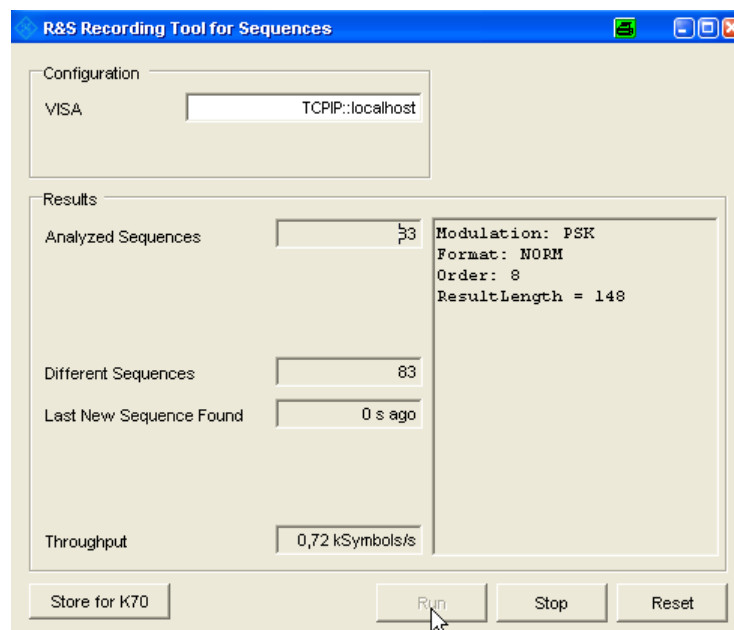 R&S Recording Tool for Sequences
Configuration
VISA
TCPIP::localhost
Results
Analyzed Sequences
Modulation: PSK
Format: NORM
Order: 8
ResultLength = 148
Different Sequences
83
Last New Sequence Found
0 s ago
Throughput
0,72 kSymbols/s
Store for K70
Run
Stop
Reset